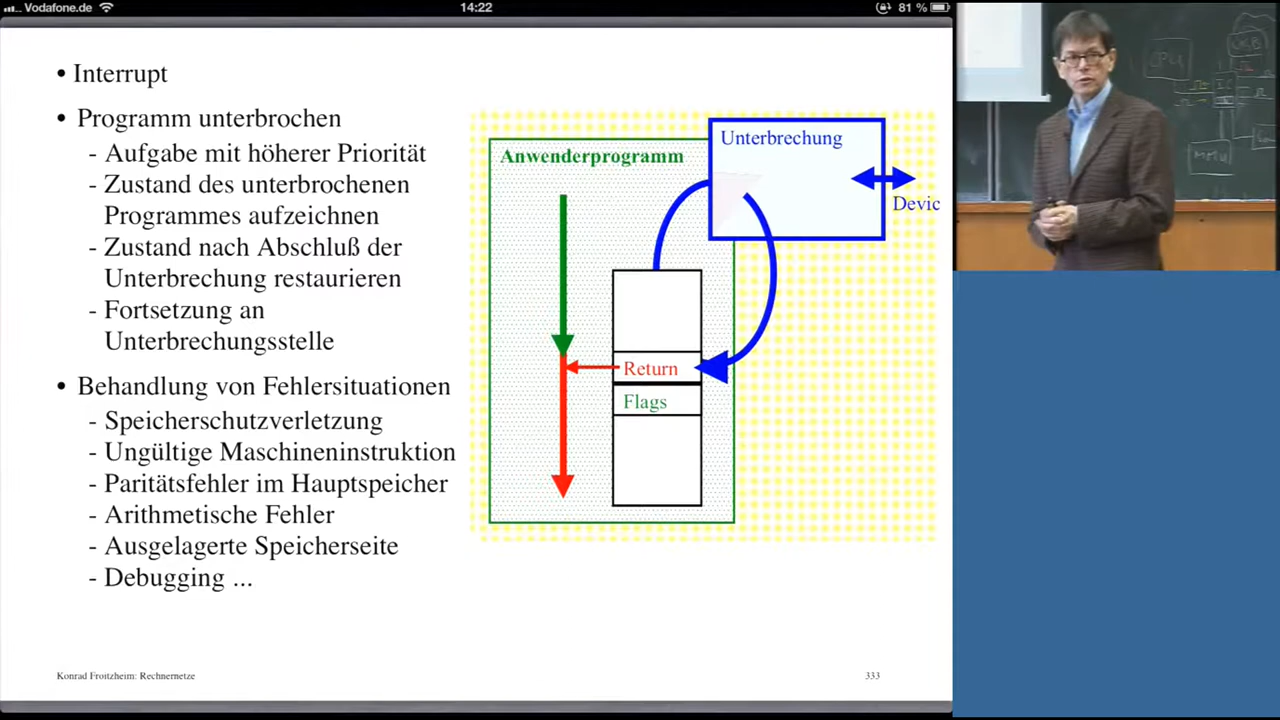 Vodafone.de
14:22
81 %
• Interrupt
• Programm unterbrochen
- Aufgabe mit höherer Priorität
- Zustand des unterbrochenen
Programmes aufzeichnen
- Zustand nach Abschluß der
Unterbrechung restaurieren
- Fortsetzung an
Unterbrechungsstelle
• Behandlung von Fehlersituationen
- Speicherschutzverletzung
- Ungültige Maschineninstruktion
- Paritätsfehler im Hauptspeicher
- Arithmetische Fehler
- Ausgelagerte Speicherseite
- Debugging ...
Anwenderprogramm
Unterbrechung
Devic
Return
Flags
Konrad Froitzheim: Rechnernetze
333
CPU
MMU